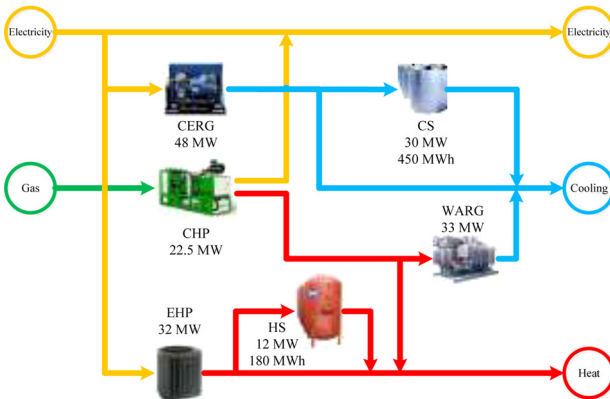 Electricity
Electricity
CERG
48 MW
CS
30 MW
450 MWh
Gas
Cooling
CHP
22.5 MW
WARG
33 MW
EHP
32 MW
HS
12 MW
180 MWh
Heat